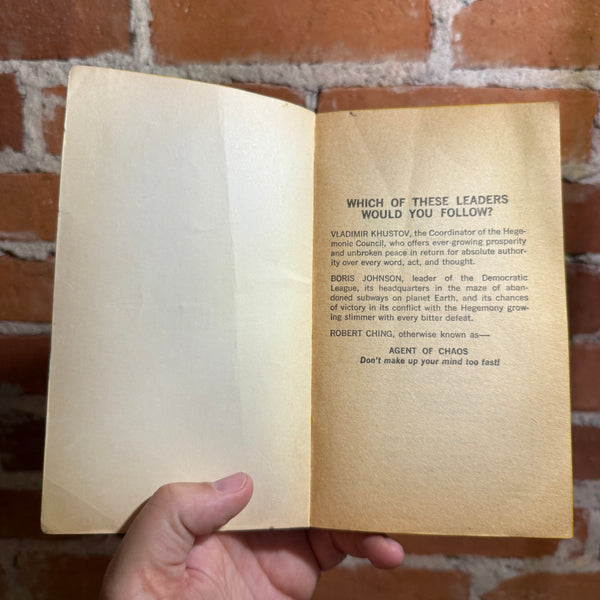 WHICH OF THESE LEADERS
WOULD YOU FOLLOW?
VLADIMIR KHUSTOV, the Coordinator of the Hege-
monic Council, who offers ever-growing prosperity
and unbroken peace in return for absolute author-
ity over every word, act, and thought.
BORIS JOHNSON, leader of the Democratic
League, its headquarters in the maze of aban-
doned subways on planet Earth, and its chances
of victory in its conflict with the Hegemony grow-
ing slimmer with every bitter defeat.
ROBERT CHING, otherwise known as—
AGENT OF CHAOS
Don't make up your mind too fast!